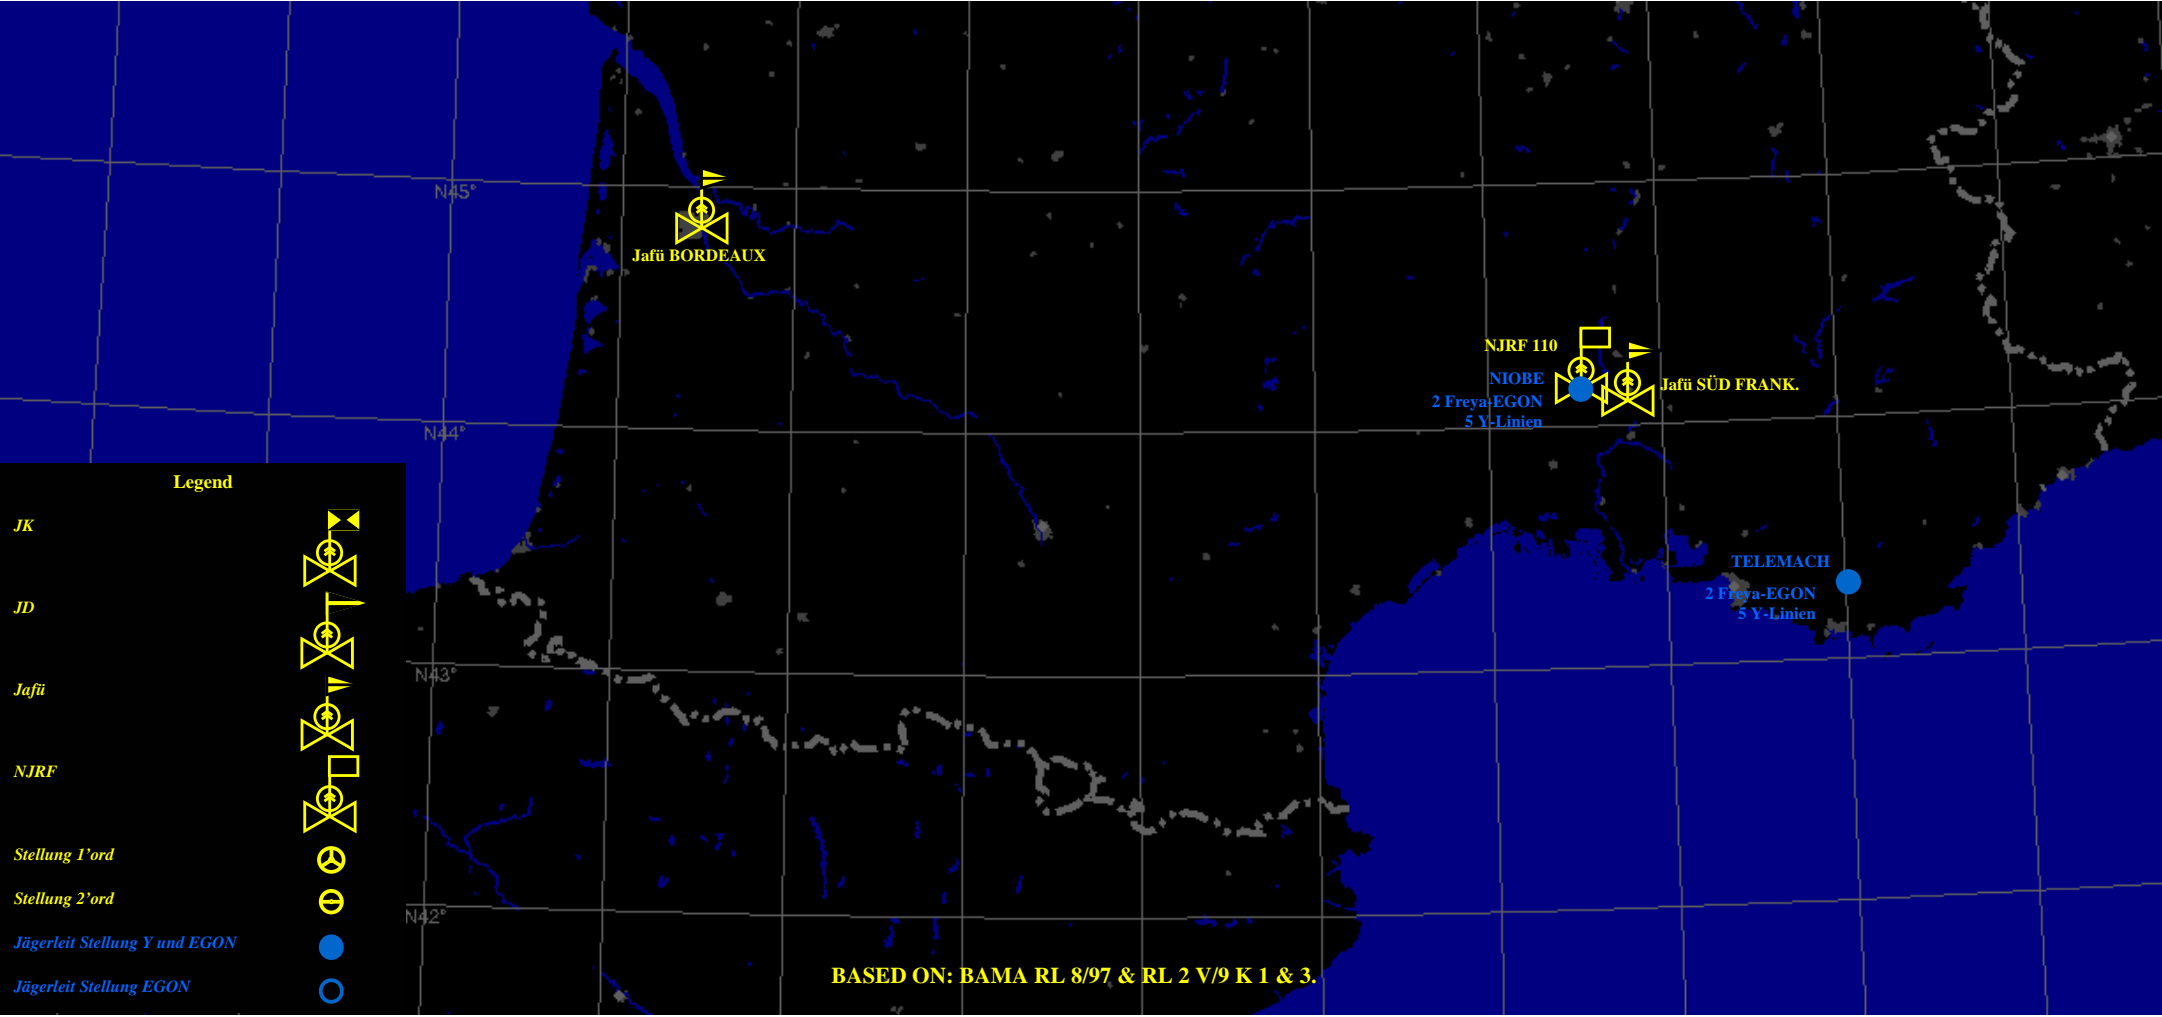 N45°
Jafü BORDEAUX
NJRF 110
NIOBE
2 Freya-EGON
5 Y-Linien
Jafü SÜD FRANK.
N44°
TELEMACH
2 Freya-EGON
5 Y-Linien
N43°
N42°
Legend
JK
JD
Jafü
NJRF
Stellung 1’ord
Stellung 2’ord
Jägerleit Stellung Y und EGON
Jägerleit Stellung EGON
BASED ON: BAMA RL 8/97 & RL 2 V/9 K 1 & 3.